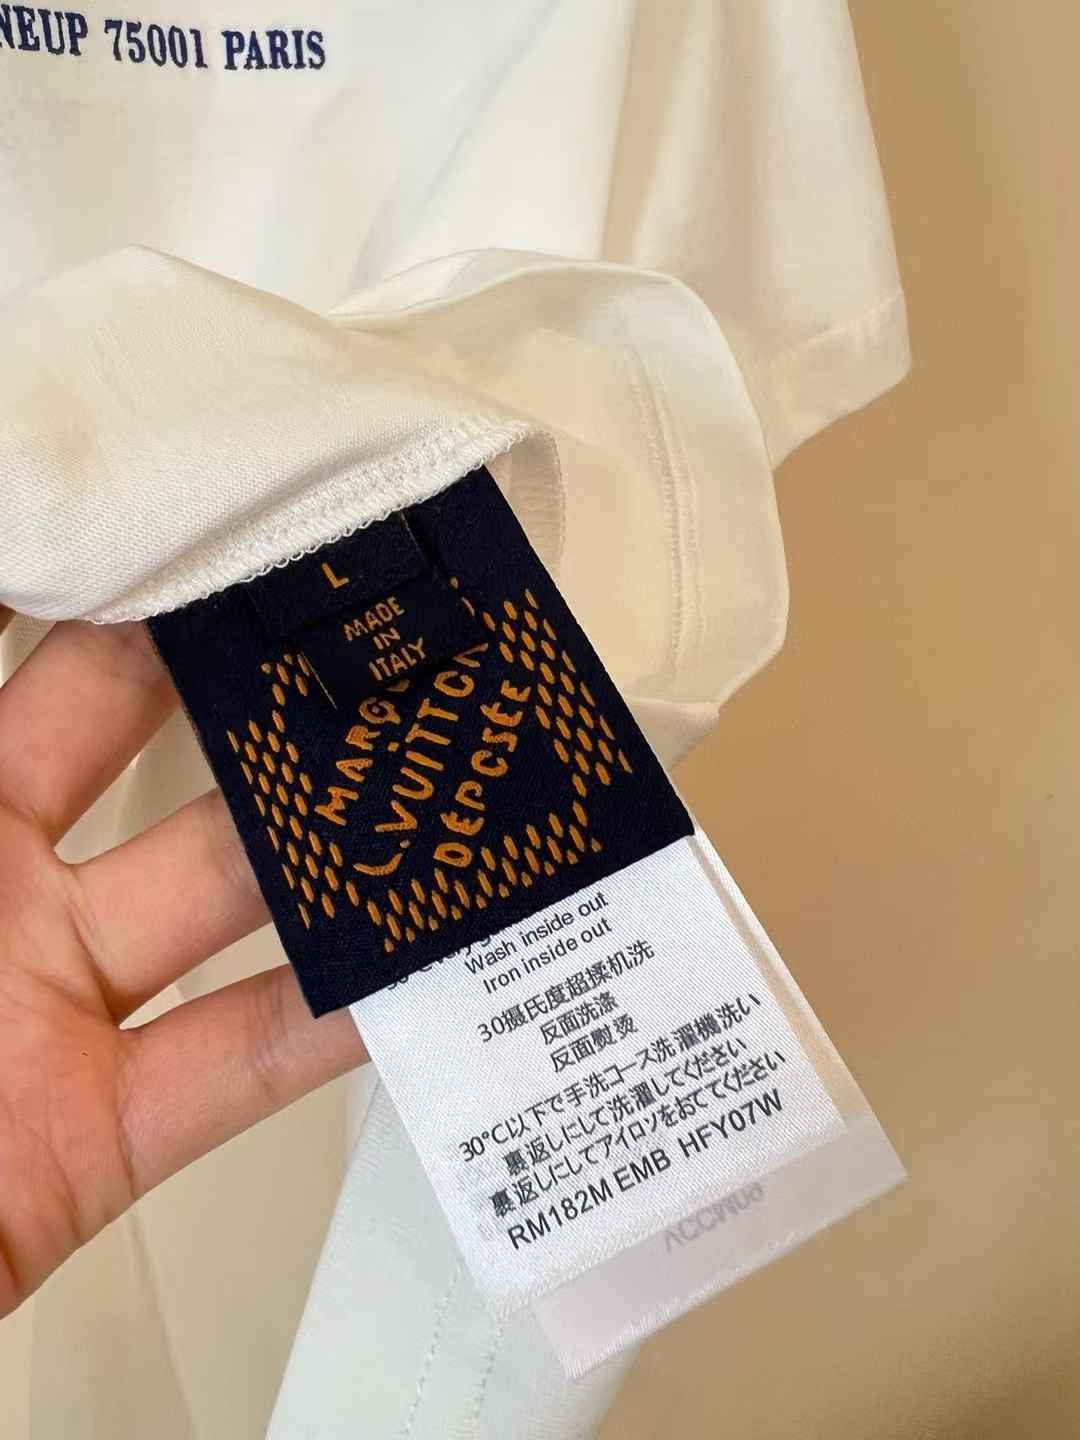 NEUP 75001 PARIS
L
MADE
IN
ITALY
MARQ
L.VUITTON
DEPOSEE
Wash inside out
Iron inside out
30摄氏度超揉机洗
反面洗涤
反面熨烫
30°C以下で手洗コース洗濯機洗い
裏返しにして洗濯してください
裏返しにしてアイロンをおててください
RM182M EMB HFY07W